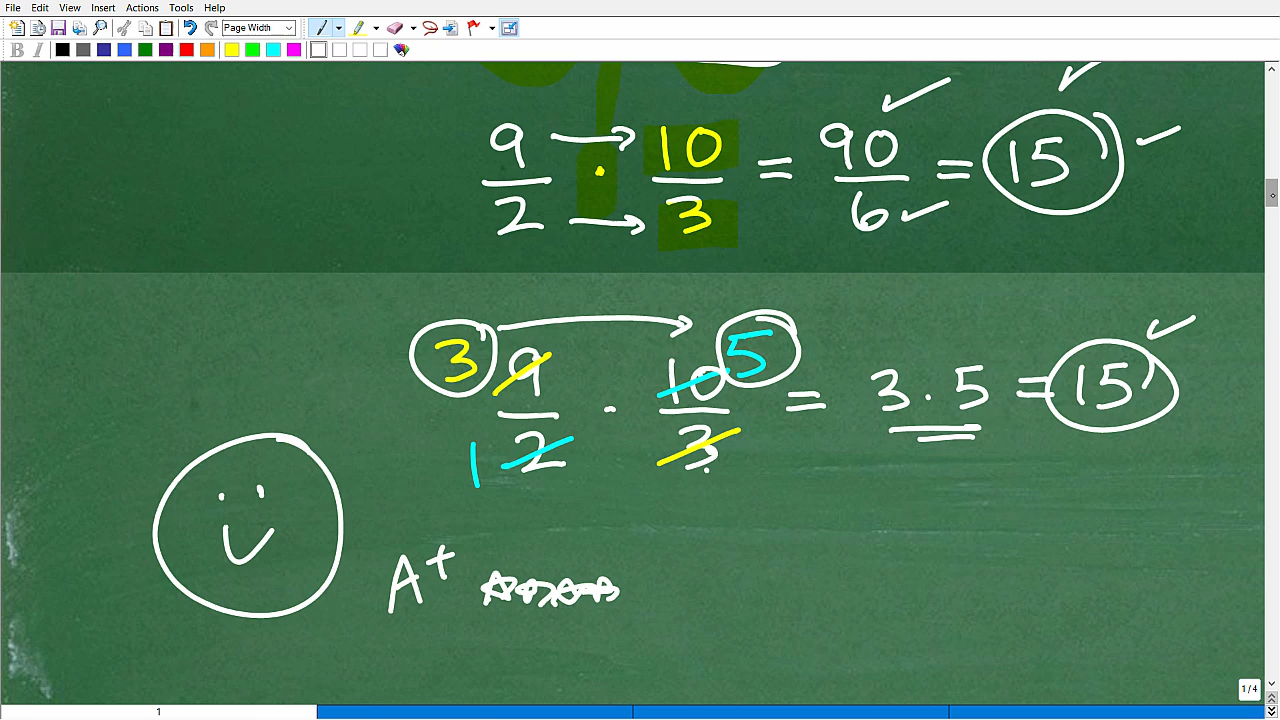 File Edit View Insert Actions Tools Help
Page Width
B I
9/2 · 10/3 = 90/6 = 15
3 9/2 · 10/3 5 = 3 · 5 = 15
1
A+
1 / 4
1